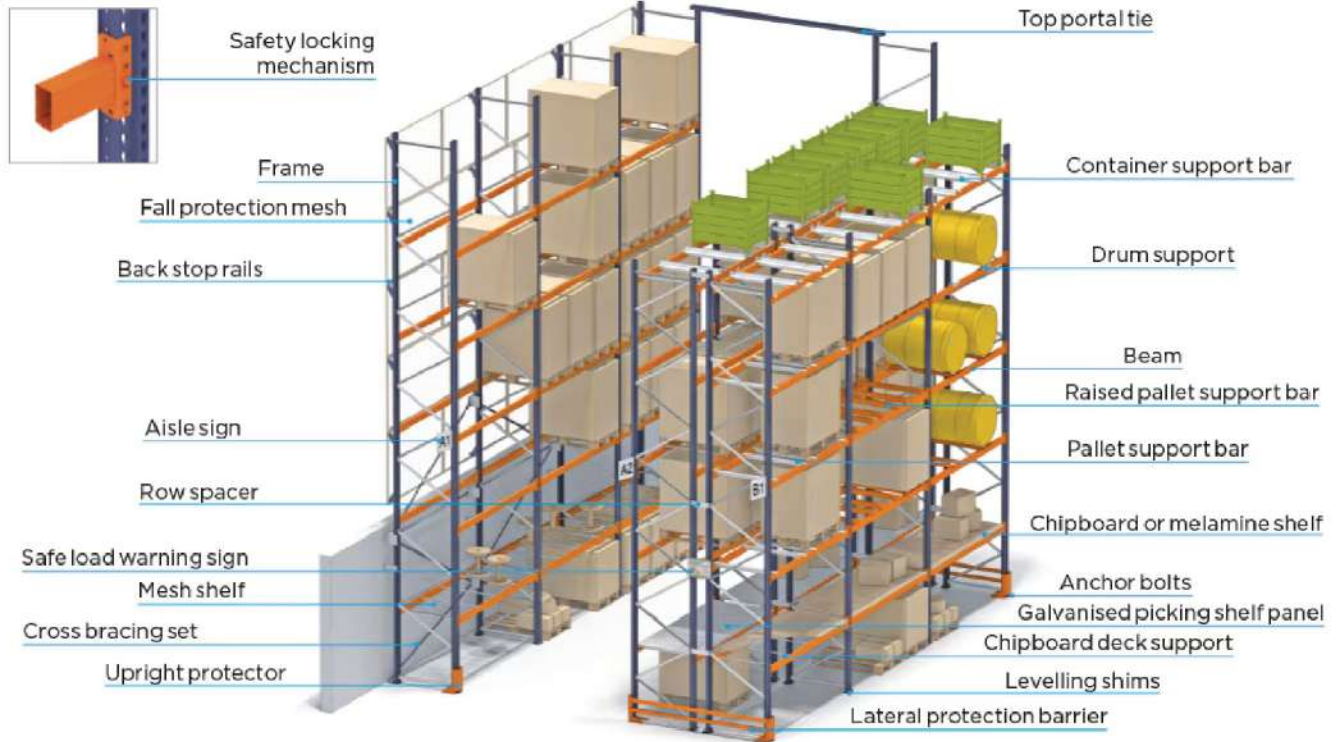 Safety locking
mechanism
Top portal tie
Frame
Container support bar
Fall protection mesh
Back stop rails
Drum support
Beam
Raised pallet support bar
Aisle sign
Pallet support bar
A2
B1
Row spacer
Chipboard or melamine shelf
Safe load warning sign
Mesh shelf
Anchor bolts
Galvanised picking shelf panel
Cross bracing set
Chipboard deck support
Upright protector
Levelling shims
Lateral protection barrier